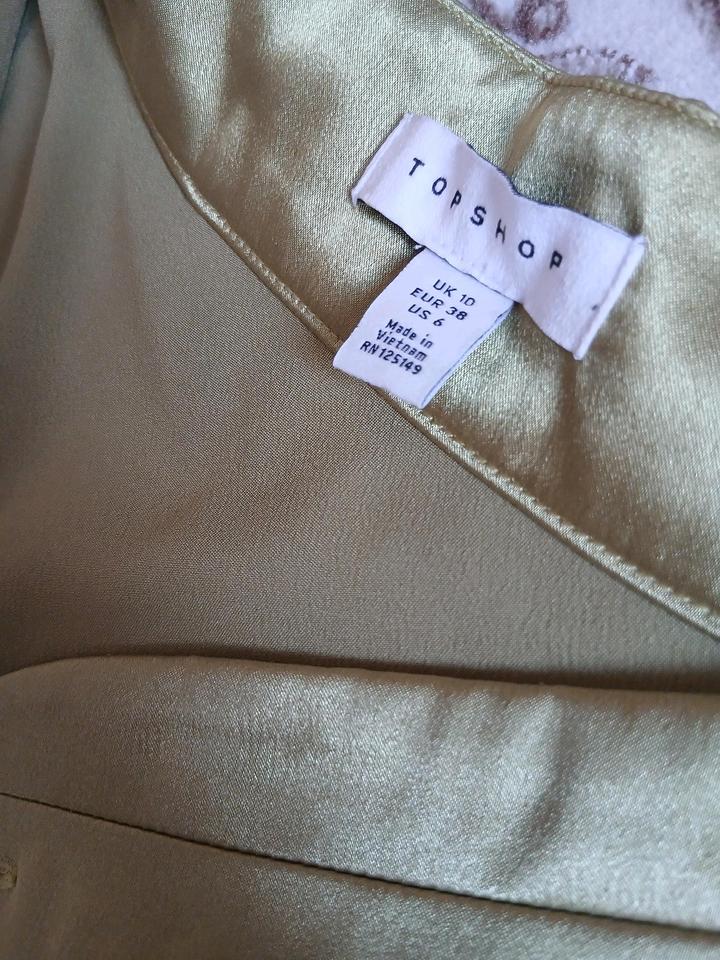 TOPSHOP
UK 10
EUR 38
US 6
Made in
Vietnam
RN125149